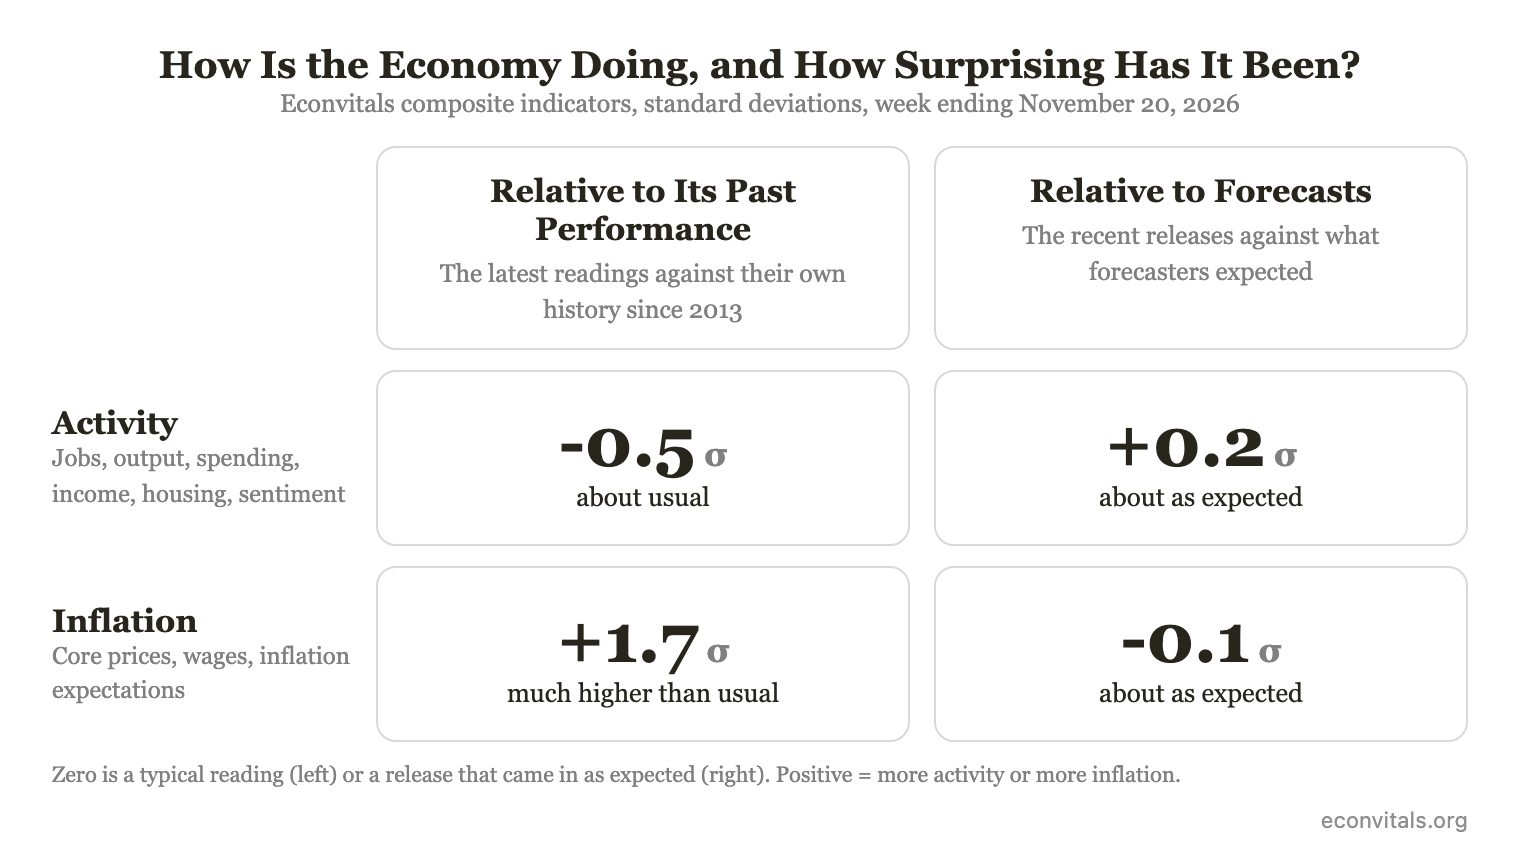 How Is the Economy Doing, and How Surprising Has It Been?
Econvitals composite indicators, standard deviations, week ending November 20, 2026
Relative to Its Past
Performance
The latest readings against their own
history since 2013
Relative to Forecasts
The recent releases against what
forecasters expected
Activity
Jobs, output, spending,
income, housing, sentiment
-0.5 σ
about usual
+0.2 σ
about as expected
Inflation
Core prices, wages, inflation
expectations
+1.7 σ
much higher than usual
-0.1 σ
about as expected
Zero is a typical reading (left) or a release that came in as expected (right). Positive = more activity or more inflation.
econvitals.org